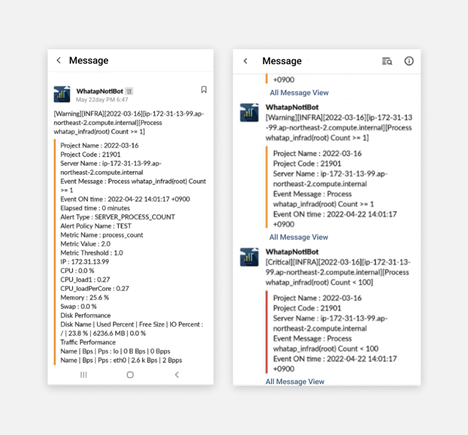 Message
WhatapNotiBot
May 22day PM 6:47
[Warning][INFRA][2022-03-16][ip-172-31-13-99.ap-
northeast-2.compute.internal][Process
whatap_infrad(root) Count >= 1]
Project Name : 2022-03-16
Project Code : 21901
Server Name : ip-172-31-13-99.ap-
northeast-2.compute.internal
Event Message : Process whatap_infrad(root) Count
>= 1
Event ON time : 2022-04-22 14:01:17 +0900
Elapsed time : 0 minutes
Alert Type : SERVER_PROCESS_COUNT
Alert Policy Name : TEST
Metric Name : process_count
Metric Value : 2.0
Metric Threshold : 1.0
IP : 172.31.13.99
CPU : 0.0 %
CPU_load1 : 0.27
CPU_loadPerCore : 0.27
Memory : 25.6 %
Swap : 0.0 %
Disk Performance
Disk Name | Used Percent | Free Size | IO Percent :
/ | 23.8 % | 6236.6 MB | 0.0 %
Traffic Performance
Name | Bps | Pps : lo | 0 B Bps | 0 Bpps
Name | Bps | Pps : eth0 | 2.6 k Bps | 2 Bpps
Message
+0900
All Message View
WhatapNotiBot
[Warning][INFRA][2022-03-16][ip-172-31-13
-99.ap-northeast-2.compute.internal][Process
whatap_infrad(root) Count >= 1]
Project Name : 2022-03-16
Project Code : 21901
Server Name : ip-172-31-13-99.ap-
northeast-2.compute.internal
Event Message : Process
whatap_infrad(root) Count >= 1
Event ON time : 2022-04-22 14:01:17
+0900
All Message View
WhatapNotiBot
[Critical][INFRA][2022-03-16][ip-172-31-13-
99.ap-northeast-2.compute.internal][Process
whatap_infrad(root) Count < 100]
Project Name : 2022-03-16
Project Code : 21901
Server Name : ip-172-31-13-99.ap-
northeast-2.compute.internal
Event Message : Process
whatap_infrad(root) Count < 100
Event ON time : 2022-04-22 14:01:17
+0900
All Message View